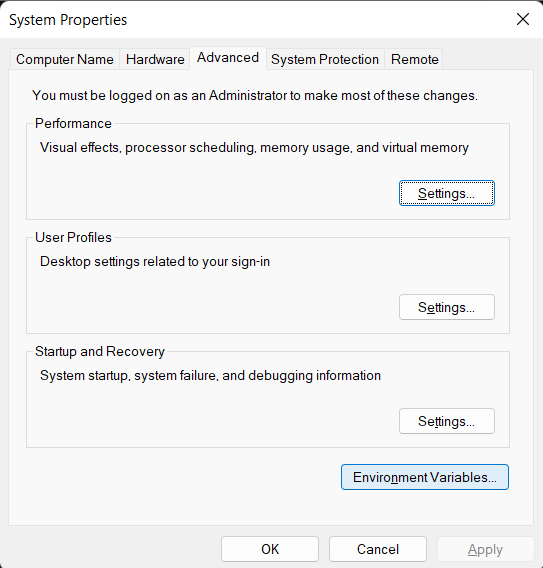 System Properties
Computer Name Hardware Advanced System Protection Remote
You must be logged on as an Administrator to make most of these changes.
Performance
Visual effects, processor scheduling, memory usage, and virtual memory
Settings...
User Profiles
Desktop settings related to your sign-in
Settings...
Startup and Recovery
System startup, system failure, and debugging information
Settings...
Environment Variables...
OK Cancel Apply